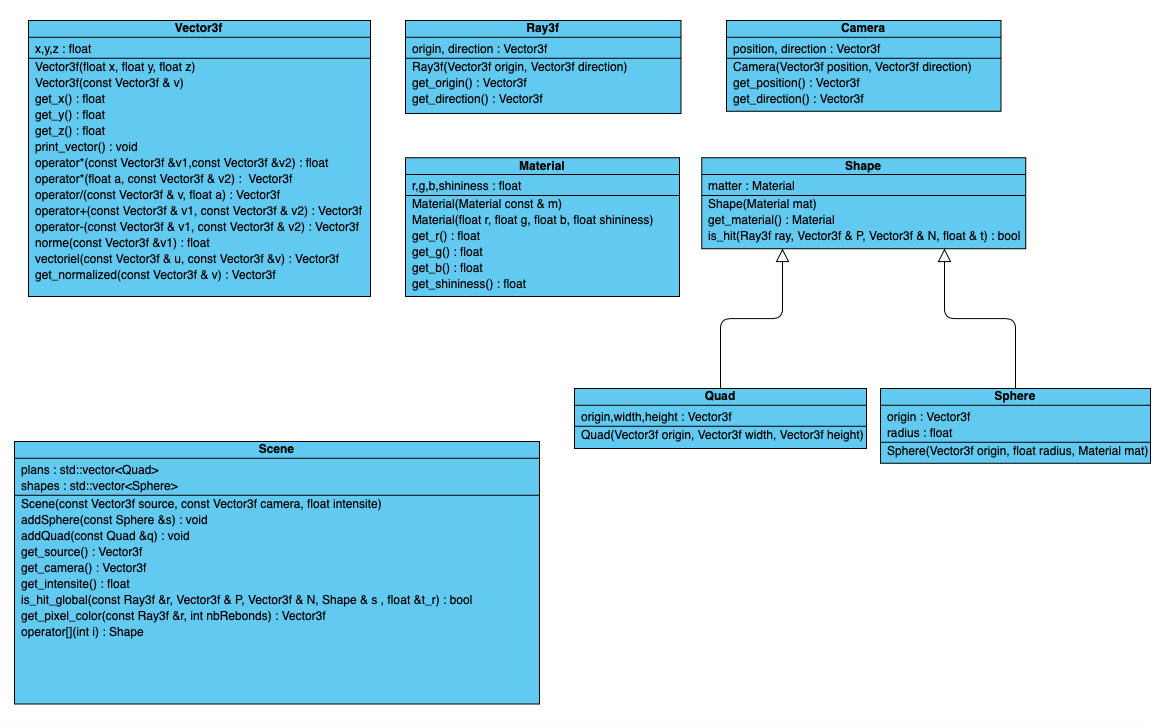 Vector3f
x,y,z : float
Vector3f(float x, float y, float z)
Vector3f(const Vector3f & v)
get_x() : float
get_y() : float
get_z() : float
print_vector() : void
operator*(const Vector3f &v1,const Vector3f &v2) : float
operator*(float a, const Vector3f & v2) :  Vector3f
operator/(const Vector3f & v, float a) : Vector3f
operator+(const Vector3f & v1, const Vector3f & v2) : Vector3f
operator-(const Vector3f & v1, const Vector3f & v2) : Vector3f
norme(const Vector3f &v1) : float
vectoriel(const Vector3f & u, const Vector3f &v) : Vector3f
get_normalized(const Vector3f & v) : Vector3f
Ray3f
origin, direction : Vector3f
Ray3f(Vector3f origin, Vector3f direction)
get_origin() : Vector3f
get_direction() : Vector3f
Camera
position, direction : Vector3f
Camera(Vector3f position, Vector3f direction)
get_position() : Vector3f
get_direction() : Vector3f
Material
r,g,b,shininess : float
Material(Material const & m)
Material(float r, float g, float b, float shininess)
get_r() : float
get_g() : float
get_b() : float
get_shininess() : float
Shape
matter : Material
Shape(Material mat)
get_material() : Material
is_hit(Ray3f ray, Vector3f & P, Vector3f & N, float & t) : bool
Quad
origin,width,height : Vector3f
Quad(Vector3f origin, Vector3f width, Vector3f height)
Sphere
origin : Vector3f
radius : float
Sphere(Vector3f origin, float radius, Material mat)
Scene
plans : std::vector<Quad>
shapes : std::vector<Sphere>
Scene(const Vector3f source, const Vector3f camera, float intensite)
addSphere(const Sphere &s) : void
addQuad(const Quad &q) : void
get_source() : Vector3f
get_camera() : Vector3f
get_intensite() : float
is_hit_global(const Ray3f &r, Vector3f & P, Vector3f & N, Shape & s , float &t_r) : bool
get_pixel_color(const Ray3f &r, int nbRebonds) : Vector3f
operator[](int i) : Shape